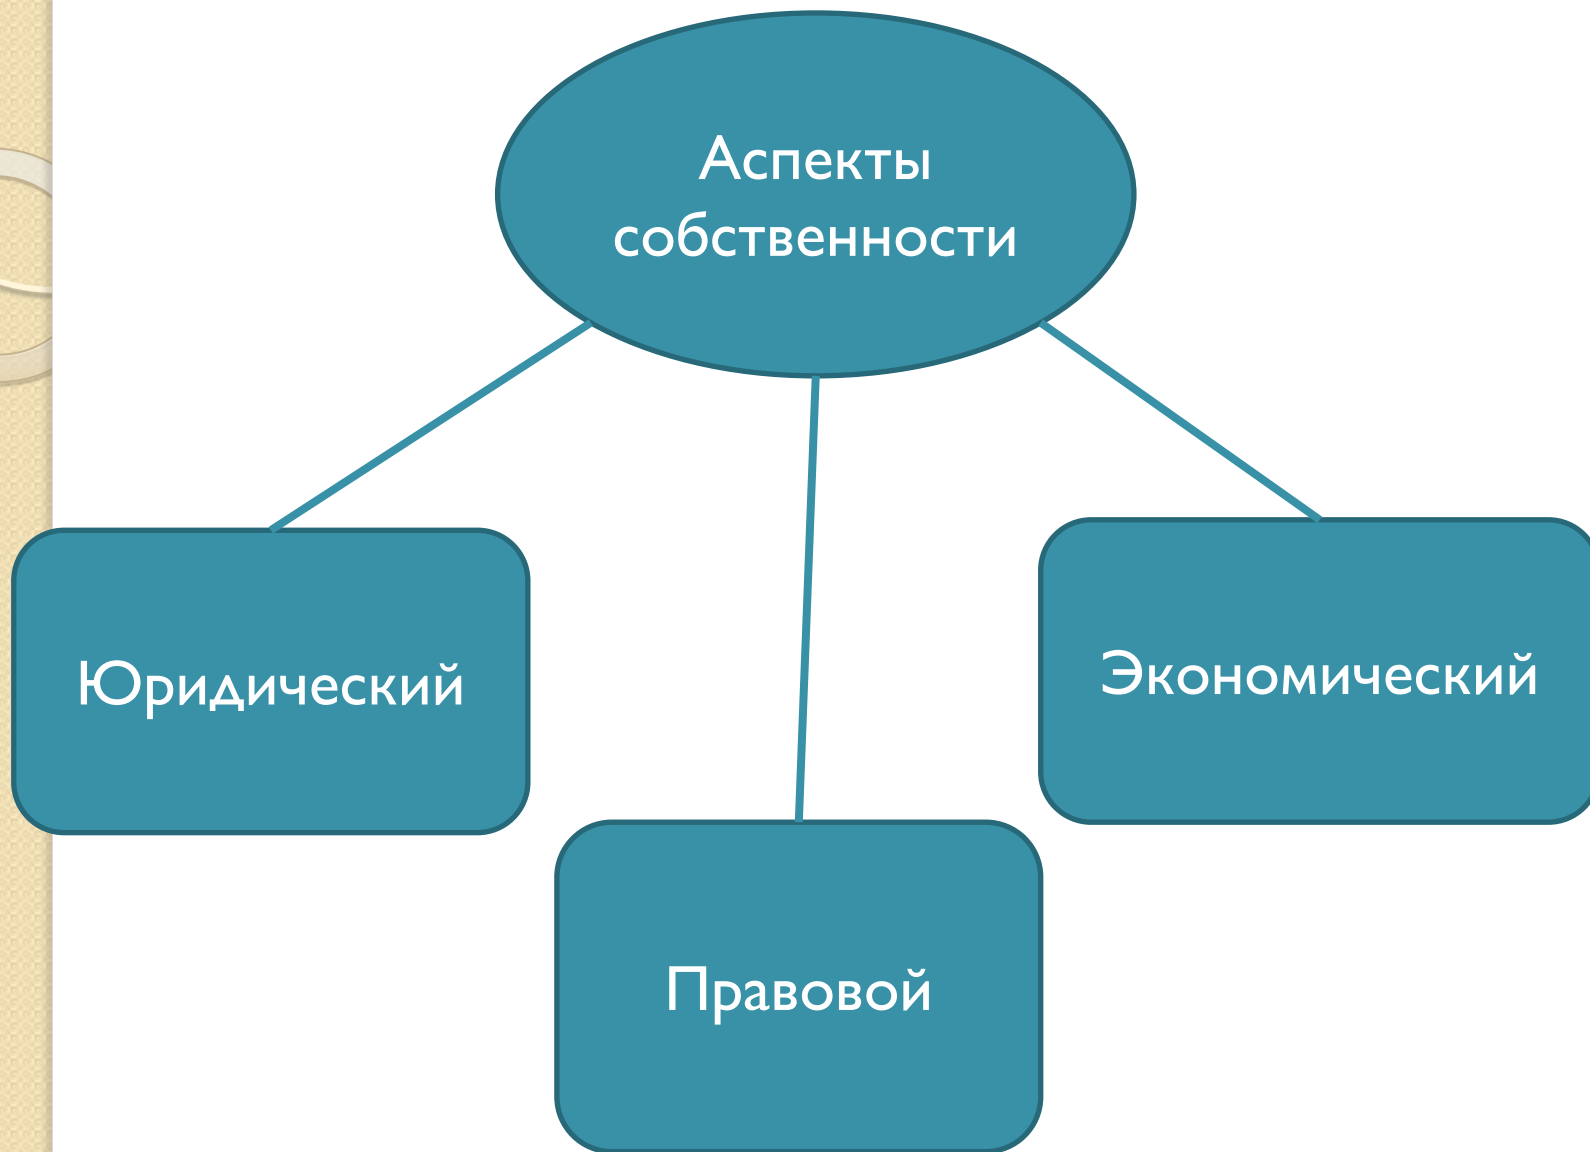 Аспекты
собственности
Юридический
Экономический
Правовой